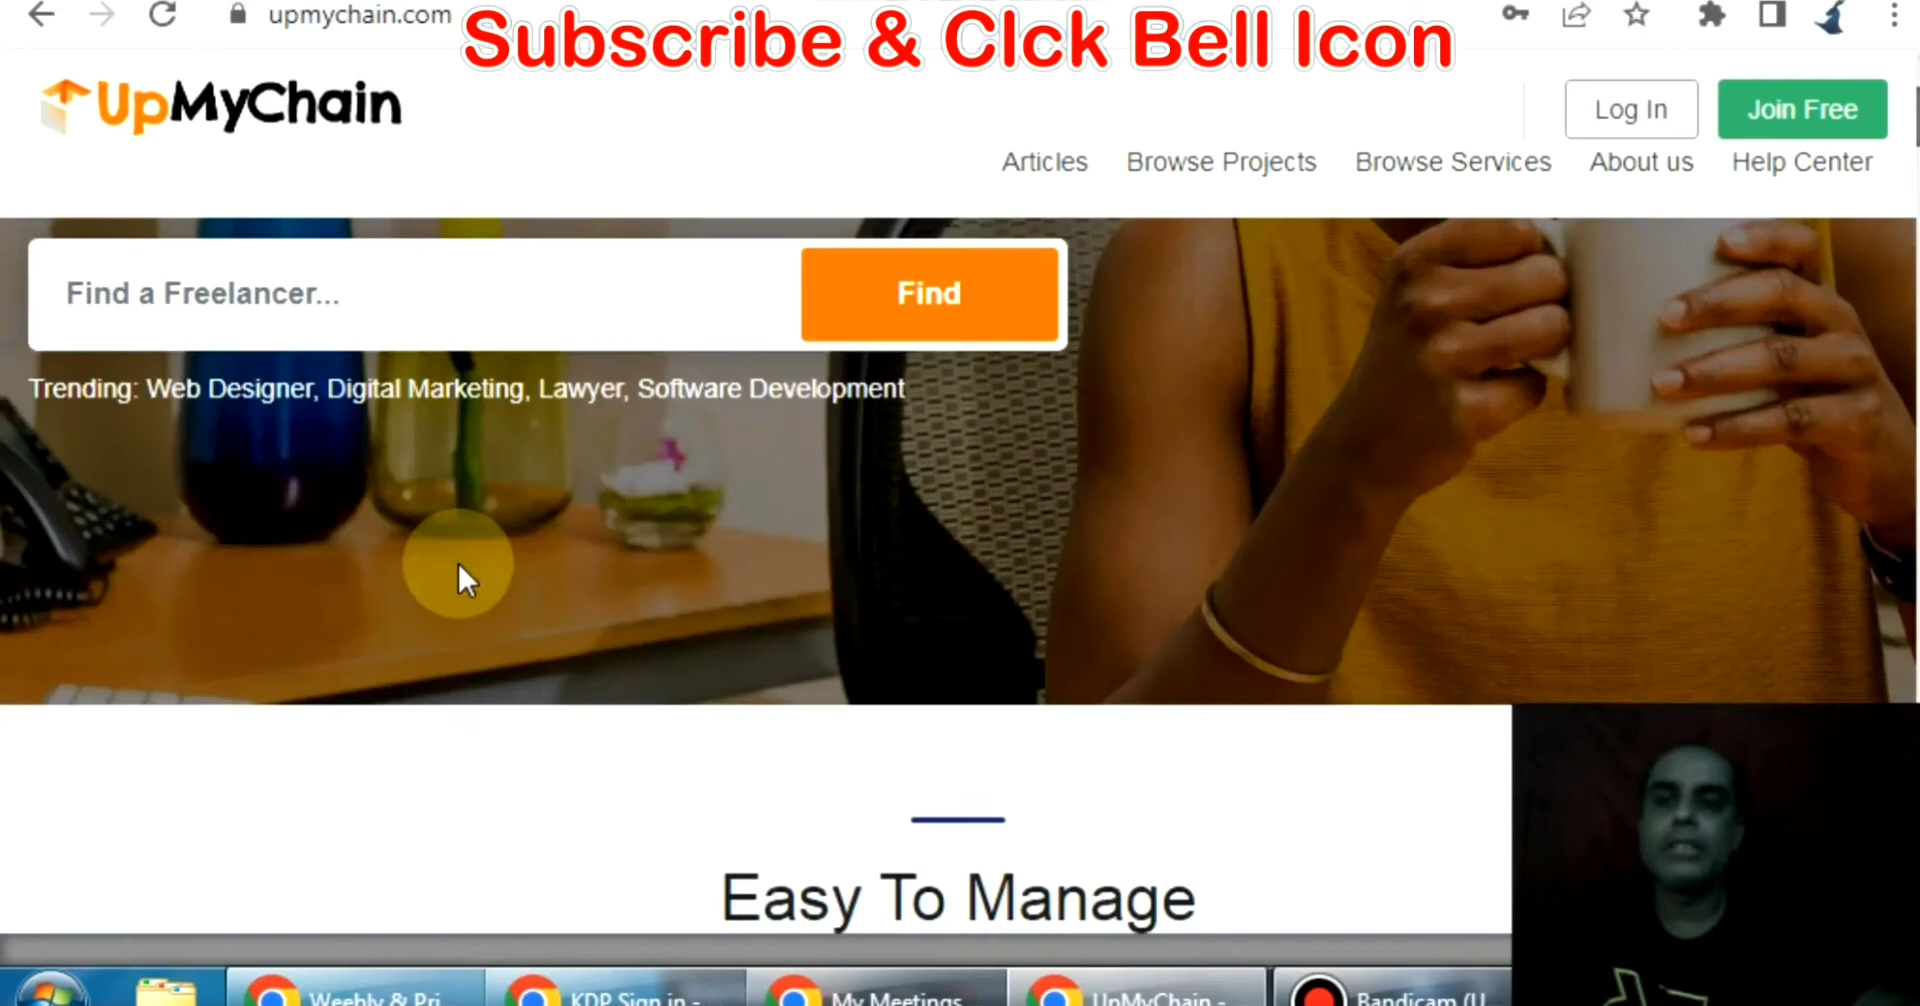 upmychain.com
Subscribe & Clck Bell Icon
UpMyChain
Log In
Join Free
Articles
Browse Projects
Browse Services
About us
Help Center
Find a Freelancer...
Find
Trending: Web Designer, Digital Marketing, Lawyer, Software Development
Easy To Manage
Weebly & Pri
KDP Sign in -
My Meetings
UpMyChain -
Bandicam (U